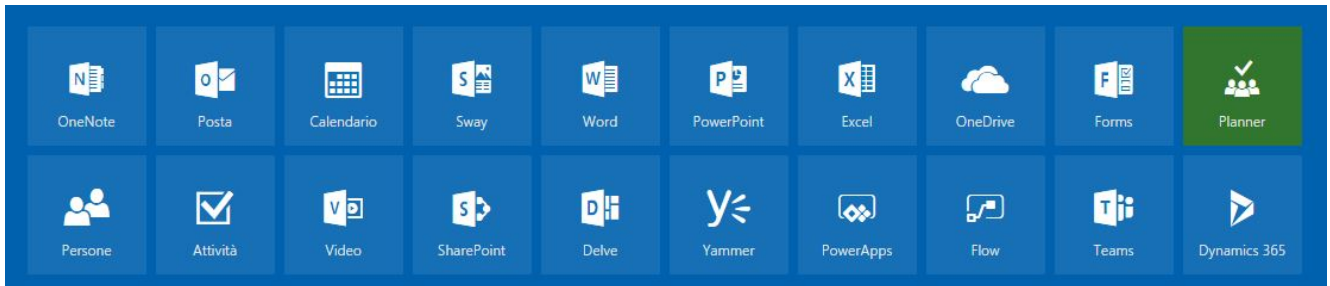 OneNote Posta Calendario Sway Word PowerPoint Excel OneDrive Forms Planner
Persone Attività Video SharePoint Delve Yammer PowerApps Flow Teams Dynamics 365